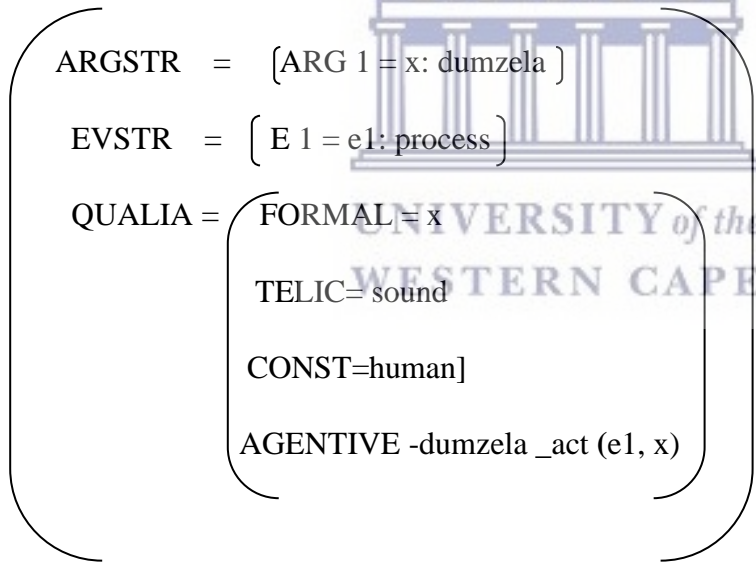 ARGSTR = [ARG 1 = x: dumzela]
EVSTR = [ E 1 = e1: process]
QUALIA = FORMAL = x
TELIC= sound
CONST=human]
AGENTIVE -dumzela _act (e1, x)
UNIVERSITY of the
WESTERN CAPE